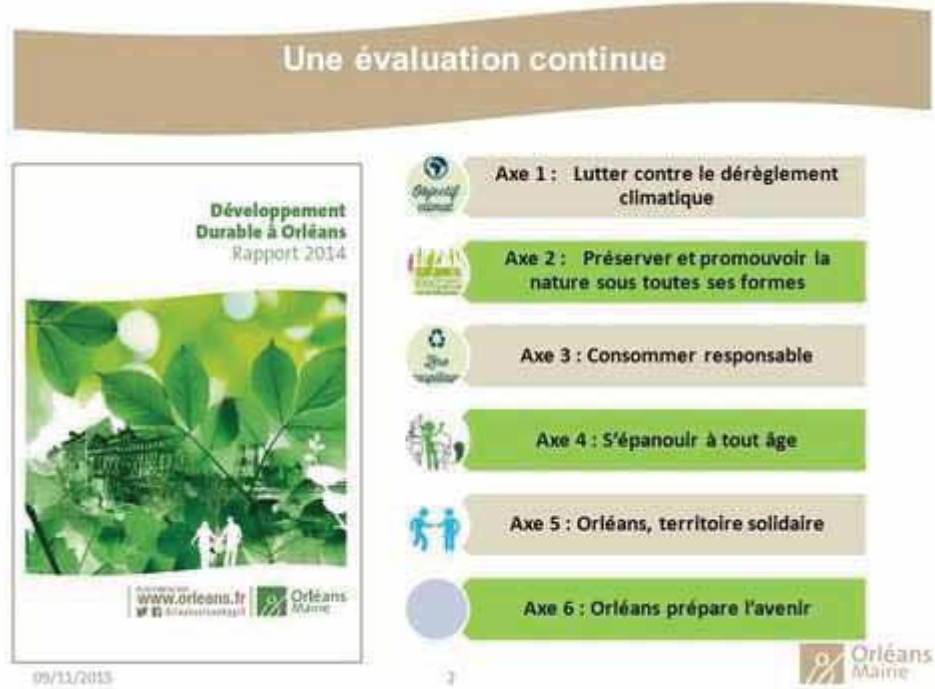 Une évaluation continue
Développement
Durable à Orléans
Rapport 2014
www.orleans.fr
Orléans
Mairie
Objectif
climat
Axe 1 : Lutter contre le dérèglement
climatique
Axe 2 : Préserver et promouvoir la
nature sous toutes ses formes
Axe 3 : Consommer responsable
Axe 4 : S'épanouir à tout âge
Axe 5 : Orléans, territoire solidaire
Axe 6 : Orléans prépare l'avenir
09/11/2015
2
Orléans
Mairie